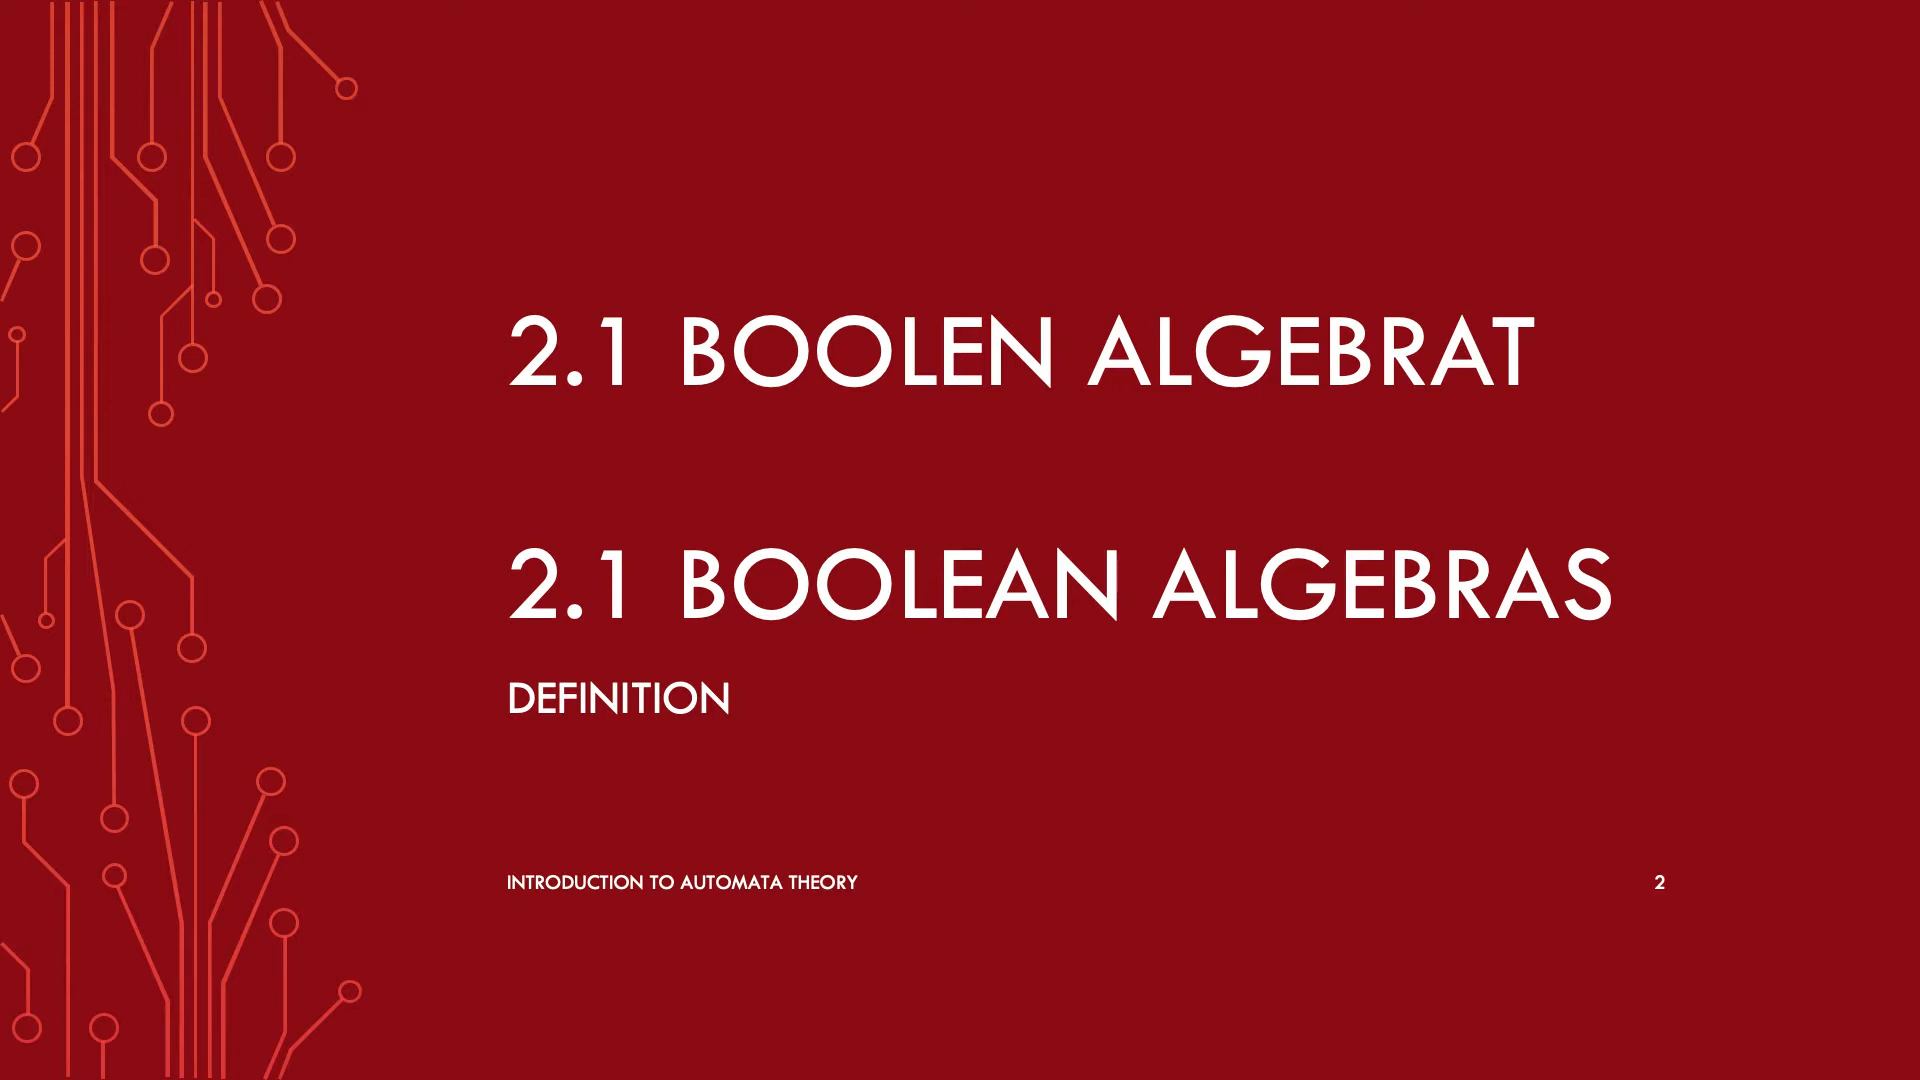 2.1 BOOLEN ALGEBRAT
2.1 BOOLEAN ALGEBRAS
DEFINITION
INTRODUCTION TO AUTOMATA THEORY
2